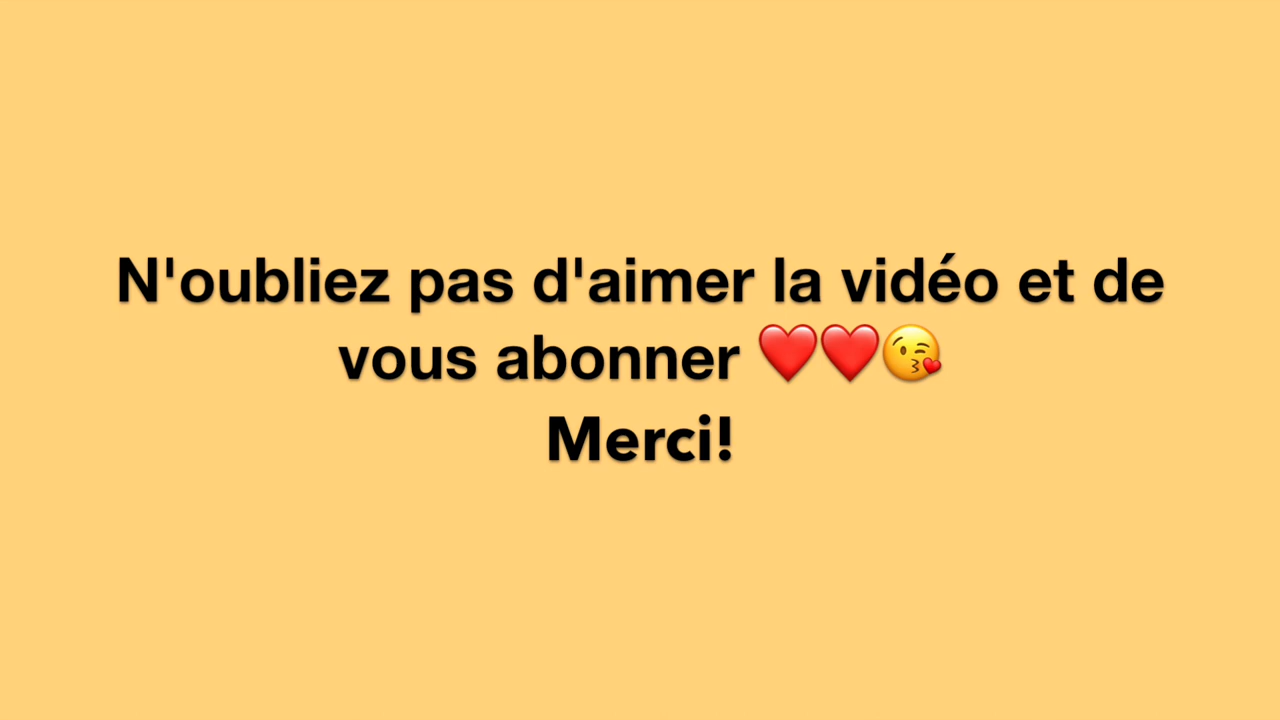 N'oubliez pas d'aimer la vidéo et de
vous abonner ❤️❤️😘
Merci!